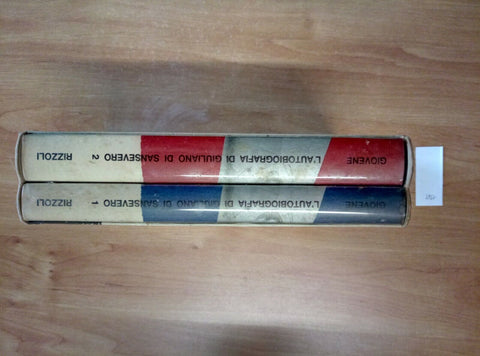 GIOVENE L'AUTOBIOGRAFIA DI GIULIANO DI SANSEVERO 1 RIZZOLI
GIOVENE L'AUTOBIOGRAFIA DI GIULIANO DI SANSEVERO 2 RIZZOLI